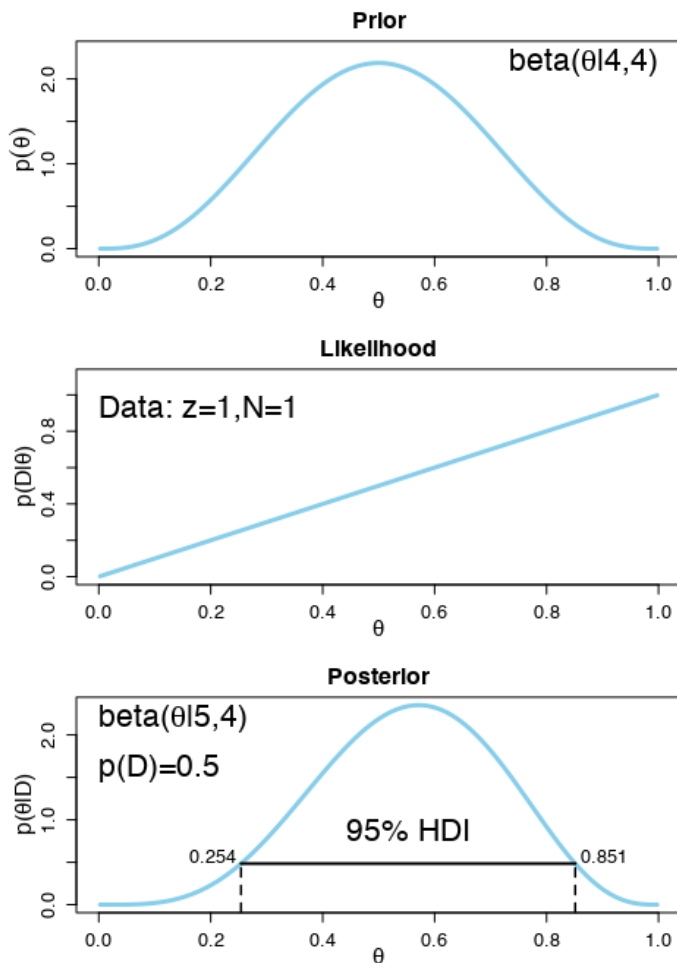 Prior
beta(θ|4,4)
p(θ)
0.0 1.0 2.0
0.0 0.2 0.4 0.6 0.8 1.0
θ
Likelihood
Data: z=1,N=1
p(D|θ)
0.0 0.4 0.8
0.0 0.2 0.4 0.6 0.8 1.0
θ
Posterior
beta(θ|5,4)
p(D)=0.5
95% HDI
0.254 0.851
p(θ|D)
0.0 1.0 2.0
0.0 0.2 0.4 0.6 0.8 1.0
θ